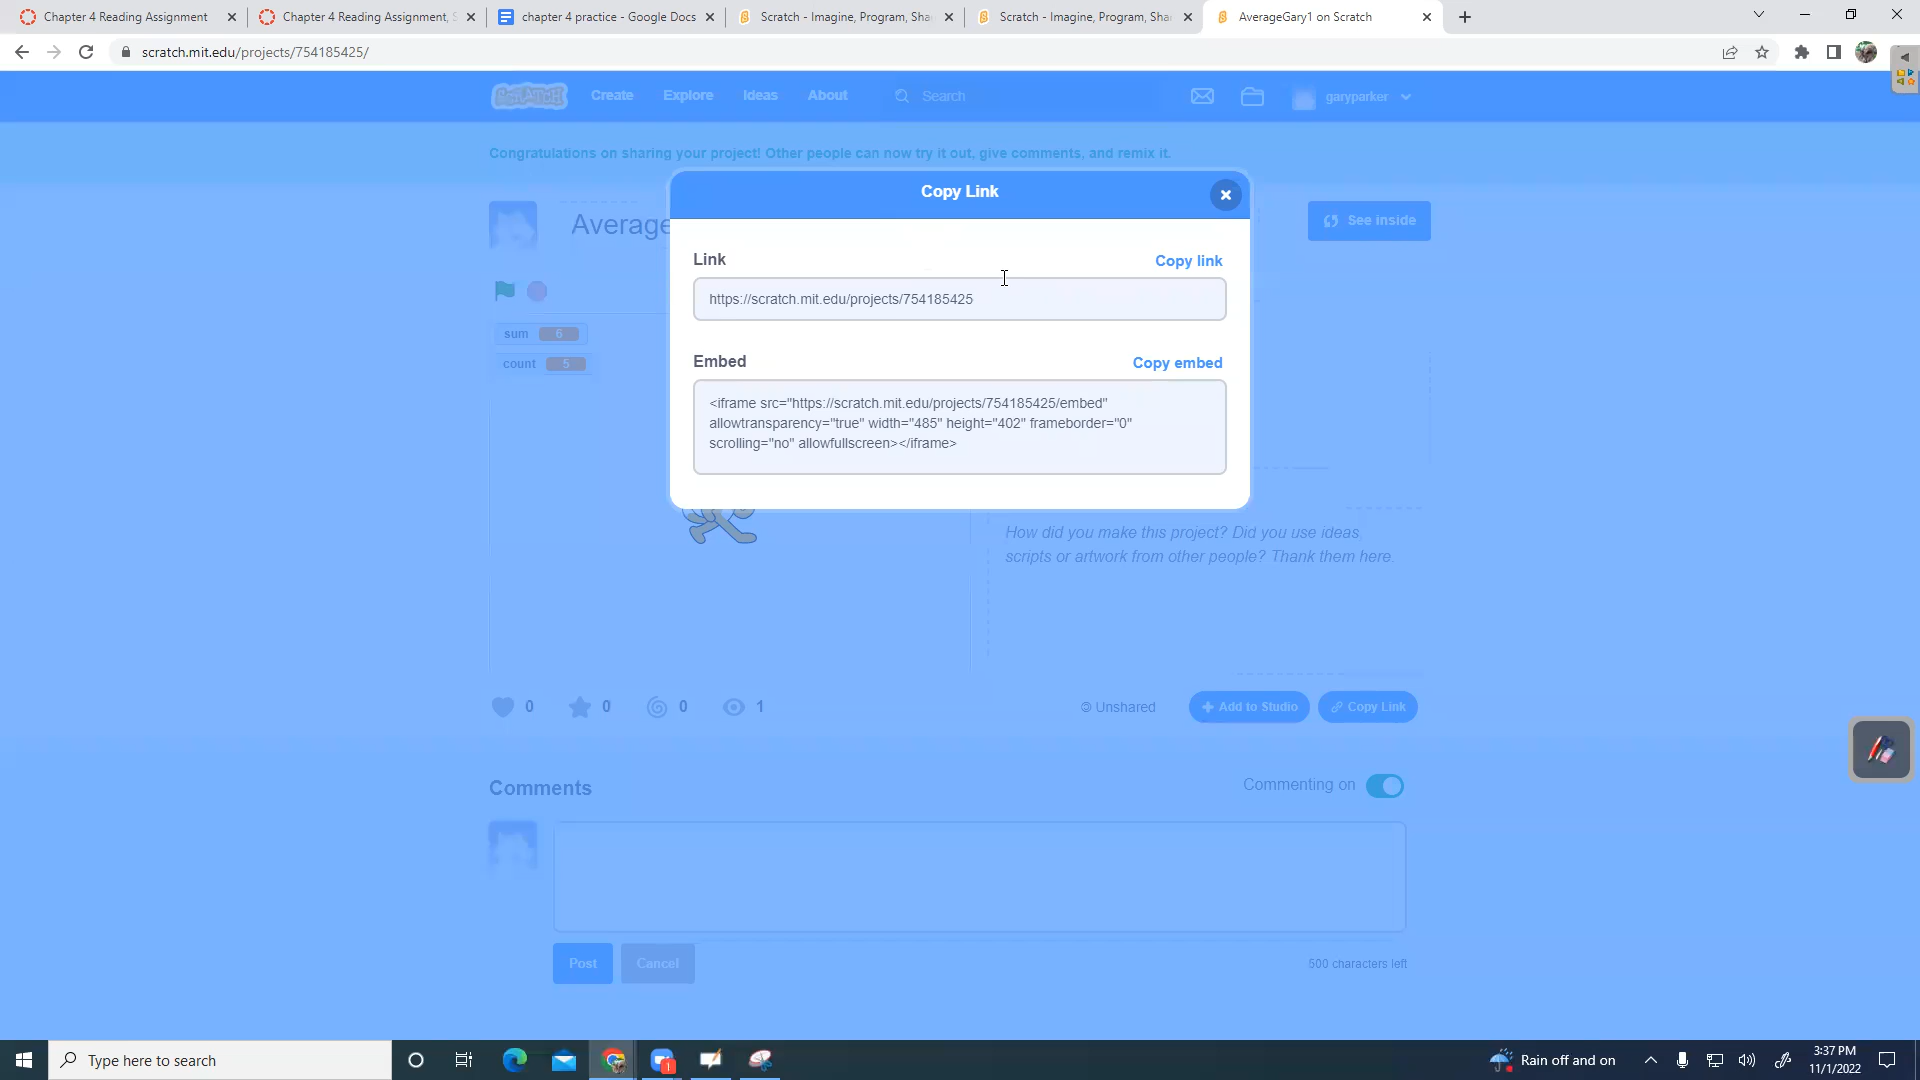 Chapter 4 Reading Assignment
Chapter 4 Reading Assignment, S
chapter 4 practice - Google Docs
Scratch - Imagine, Program, Sha
Scratch - Imagine, Program, Sha
AverageGary1 on Scratch
scratch.mit.edu/projects/754185425/
SCRATCH
Create
Explore
Ideas
About
Search
garyparker
Congratulations on sharing your project! Other people can now try it out, give comments, and remix it.
Copy Link
Average
See inside
Link
Copy link
https://scratch.mit.edu/projects/754185425
sum 6
count 5
Embed
Copy embed
<iframe src="https://scratch.mit.edu/projects/754185425/embed"
allowtransparency="true" width="485" height="402" frameborder="0"
scrolling="no" allowfullscreen></iframe>
How did you make this project? Did you use ideas,
scripts or artwork from other people? Thank them here.
0
0
0
1
© Unshared
Add to Studio
Copy Link
Comments
Commenting on
Post
Cancel
500 characters left
Type here to search
1
Rain off and on
3:37 PM
11/1/2022